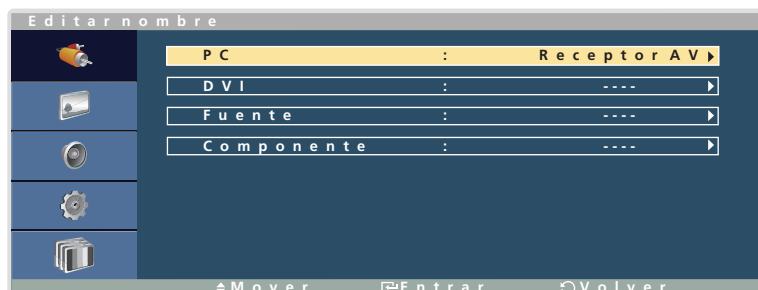 Editar nombre
PC : Receptor AV
DVI : ----
Fuente : ----
Componente : ----
Mover Entrar Volver